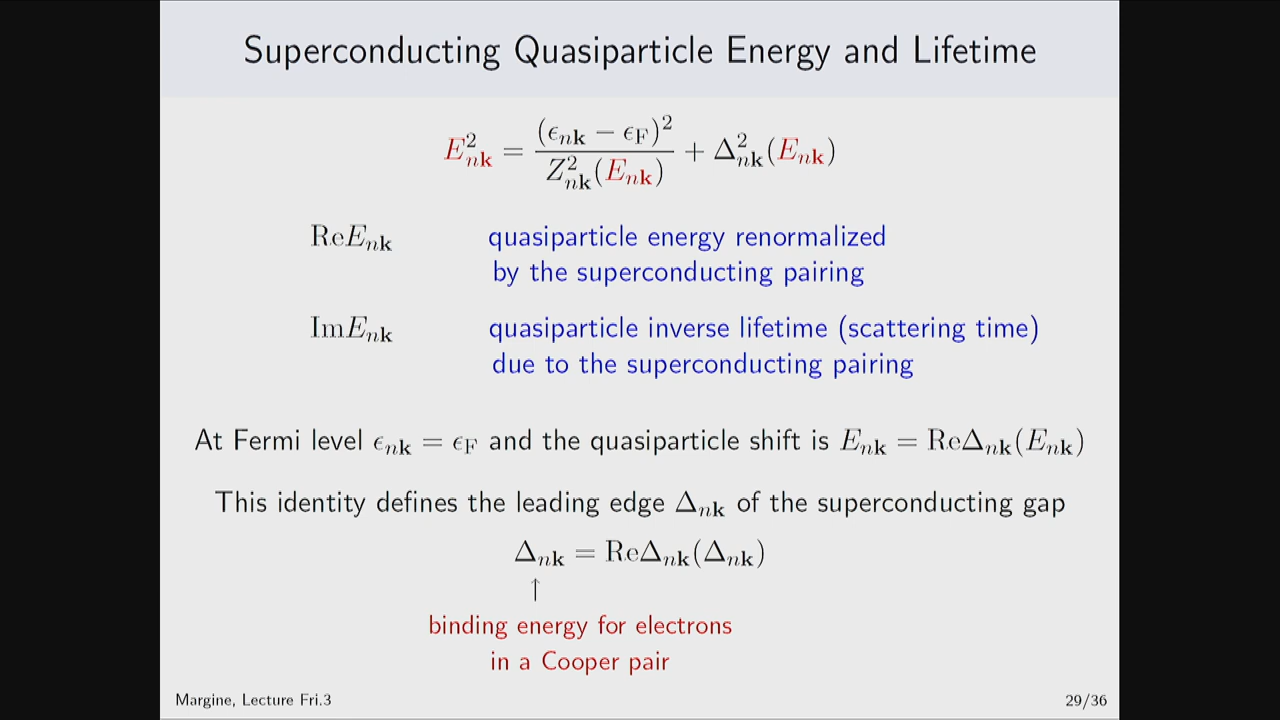 Superconducting Quasiparticle Energy and Lifetime
E²ₙ𝐤 = (ϵₙ𝐤 − ϵF)² / Z²ₙ𝐤(Eₙ𝐤) + Δ²ₙ𝐤(Eₙ𝐤)
ReEₙ𝐤 quasiparticle energy renormalized
by the superconducting pairing
ImEₙ𝐤 quasiparticle inverse lifetime (scattering time)
due to the superconducting pairing
At Fermi level ϵₙ𝐤 = ϵF and the quasiparticle shift is Eₙ𝐤 = ReΔₙ𝐤(Eₙ𝐤)
This identity defines the leading edge Δₙ𝐤 of the superconducting gap
Δₙ𝐤 = ReΔₙ𝐤(Δₙ𝐤)
↑
binding energy for electrons
in a Cooper pair
Margine, Lecture Fri.3 29/36